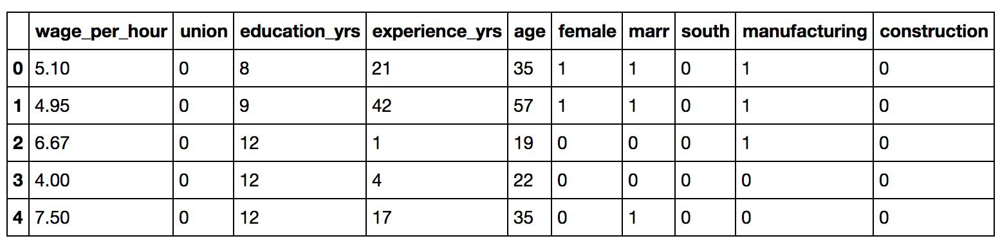 wage_per_hour union education_yrs experience_yrs age female marr south manufacturing construction
0 5.10 0 8 21 35 1 1 0 1 0
1 4.95 0 9 42 57 1 1 0 1 0
2 6.67 0 12 1 19 0 0 0 1 0
3 4.00 0 12 4 22 0 0 0 0 0
4 7.50 0 12 17 35 0 1 0 0 0